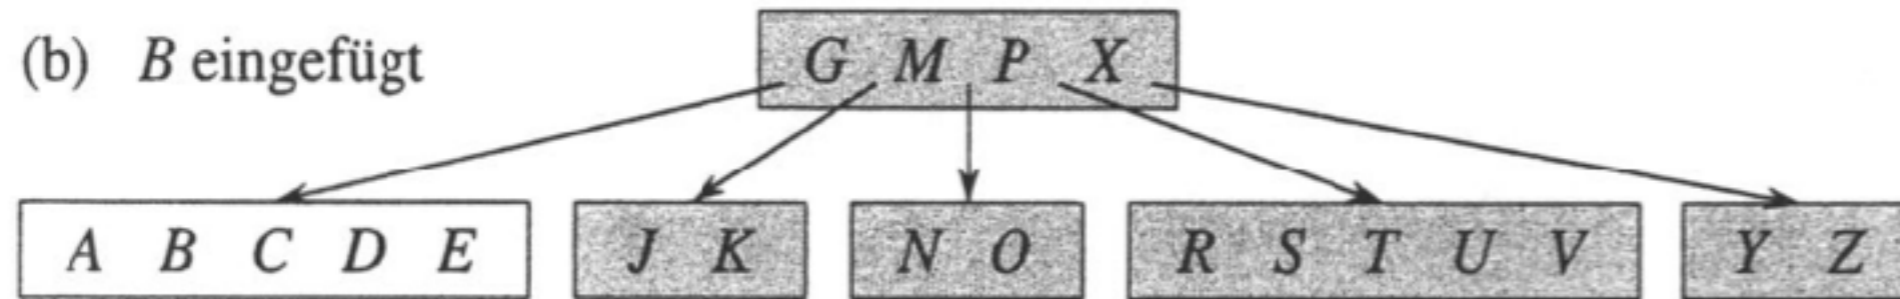 (b) B eingefügt
G M P X
A B C D E J K N O R S T U V Y Z